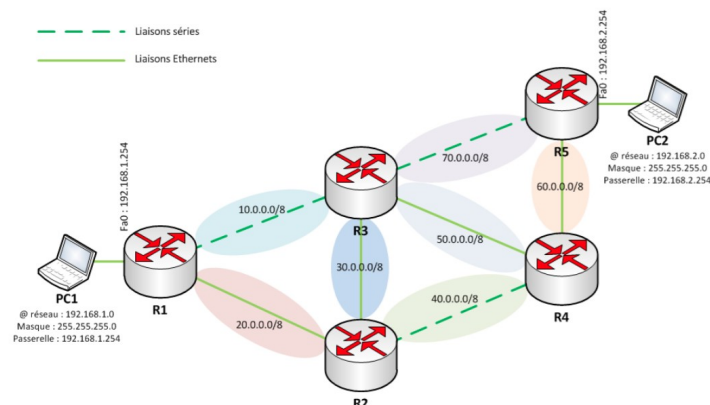 Liaisons séries
Liaisons Ethernets
Fa0 : 192.168.2.254
R5
PC2
@ réseau : 192.168.2.0
Masque : 255.255.255.0
Passerelle : 192.168.2.254
70.0.0.0/8
60.0.0.0/8
Fa0 : 192.168.1.254
10.0.0.0/8
R3
50.0.0.0/8
30.0.0.0/8
40.0.0.0/8
R4
PC1
@ réseau : 192.168.1.0
Masque : 255.255.255.0
Passerelle : 192.168.1.254
R1
20.0.0.0/8
R2